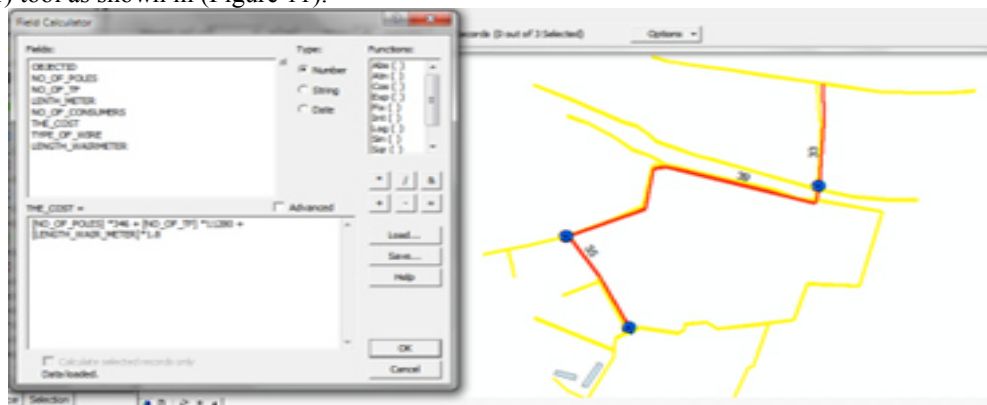 ) tool as shown in (Figure 11).
Field Calculator
records (0 out of 3 Selected)
Options
Fields:
Type:
Functions:
OBJECTID
NO_OF_POLES
NO_OF_TP
LENTH_METER
NO_OF_CONSUMERS
THE_COST
TYPE_OF_WIRE
LENGTH_WAIRMETER
Number
String
Date
Abs ( )
Atn ( )
Cos ( )
Exp ( )
Fix ( )
Int ( )
Log ( )
Sin ( )
Sqr ( )
* / &
+ - =
THE_COST =
Advanced
[NO_OF_POLES] *346 + [NO_OF_TP] *11280 +
[LENGTH_WAIR_METER]*1.8
Load...
Save...
Help
OK
Cancel
Calculate selected records only
Data loaded.
Selection
33
39
35